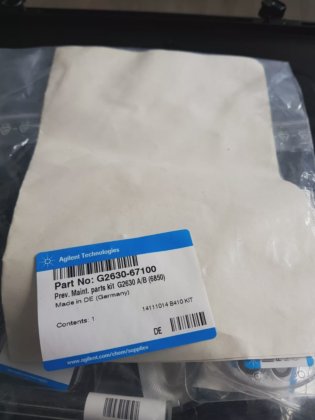 Agilent Technologies
Part No: G2630-67100
Prev. Maint. parts kit G2630 A/B (6850)
Made in DE (Germany)
14111014 B410 KIT
Contents: 1
DE
www.agilent.com/chem/supplies